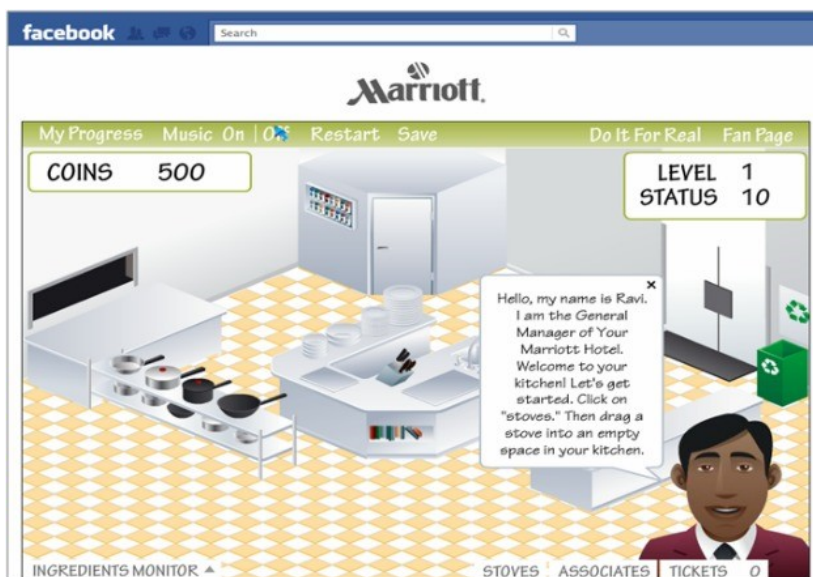 facebook Search
Marriott.
My Progress Music On | Off Restart Save Do It For Real Fan Page
COINS 500
LEVEL 1
STATUS 10
Hello, my name is Ravi.
I am the General
Manager of Your
Marriott Hotel.
Welcome to your
kitchen! Let's get
started. Click on
"stoves." Then drag a
stove into an empty
space in your kitchen.
INGREDIENTS MONITOR STOVES ASSOCIATES TICKETS 0